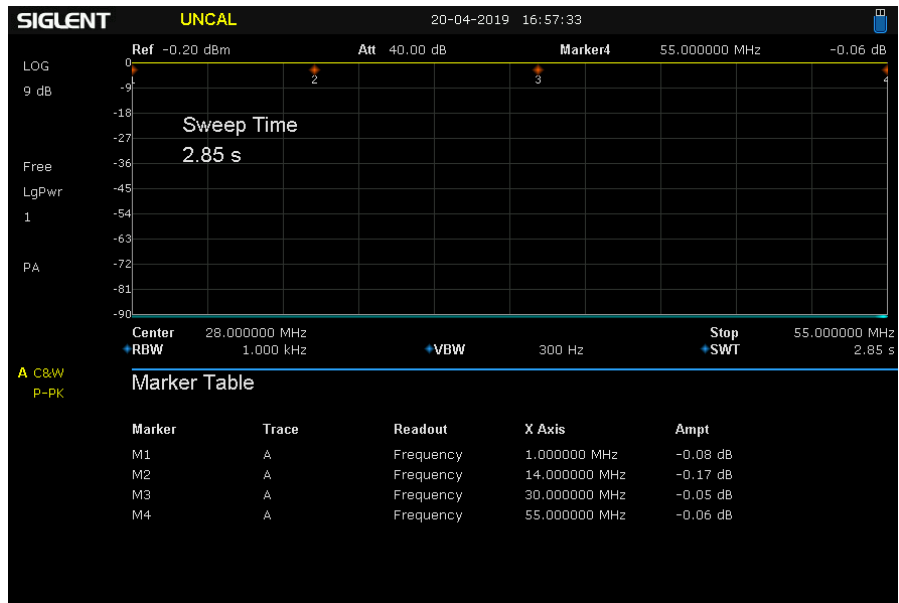 SIGLENT UNCAL 20-04-2019 16:57:33
Ref -0.20 dBm Att 40.00 dB Marker4 55.000000 MHz -0.06 dB
LOG
9 dB
Free
LgPwr
1
PA
A C&W
P-PK
0
-9
-18
-27
-36
-45
-54
-63
-72
-81
-90
1 2 3 4
Sweep Time
2.85 s
Center 28.000000 MHz Stop 55.000000 MHz
RBW 1.000 kHz VBW 300 Hz SWT 2.85 s
Marker Table
Marker Trace Readout X Axis Ampt
M1 A Frequency 1.000000 MHz -0.08 dB
M2 A Frequency 14.000000 MHz -0.17 dB
M3 A Frequency 30.000000 MHz -0.05 dB
M4 A Frequency 55.000000 MHz -0.06 dB